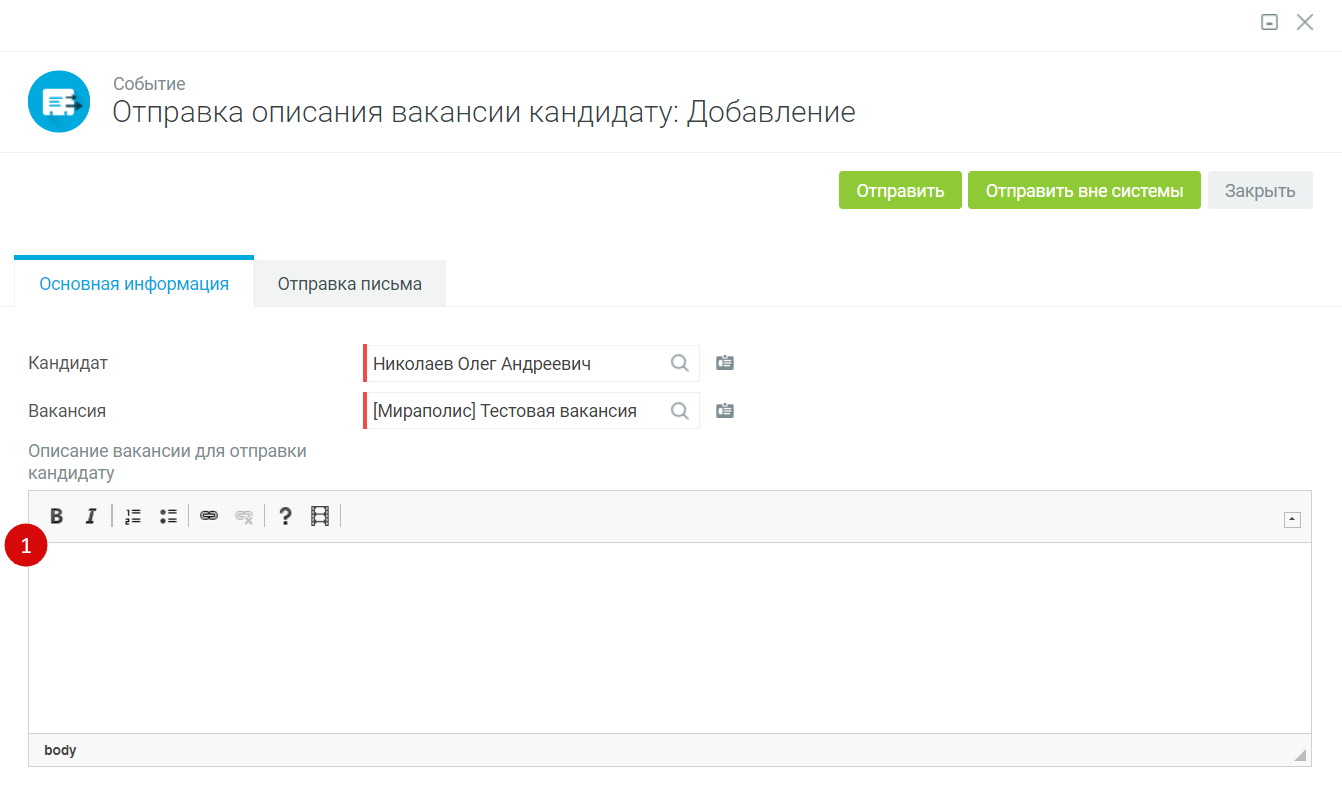 Событие
Отправка описания вакансии кандидату: Добавление
Отправить
Отправить вне системы
Закрыть
Основная информация
Отправка письма
Кандидат
Николаев Олег Андреевич
Вакансия
[Мираполис] Тестовая вакансия
Описание вакансии для отправки
кандидату
B I ?
1
body